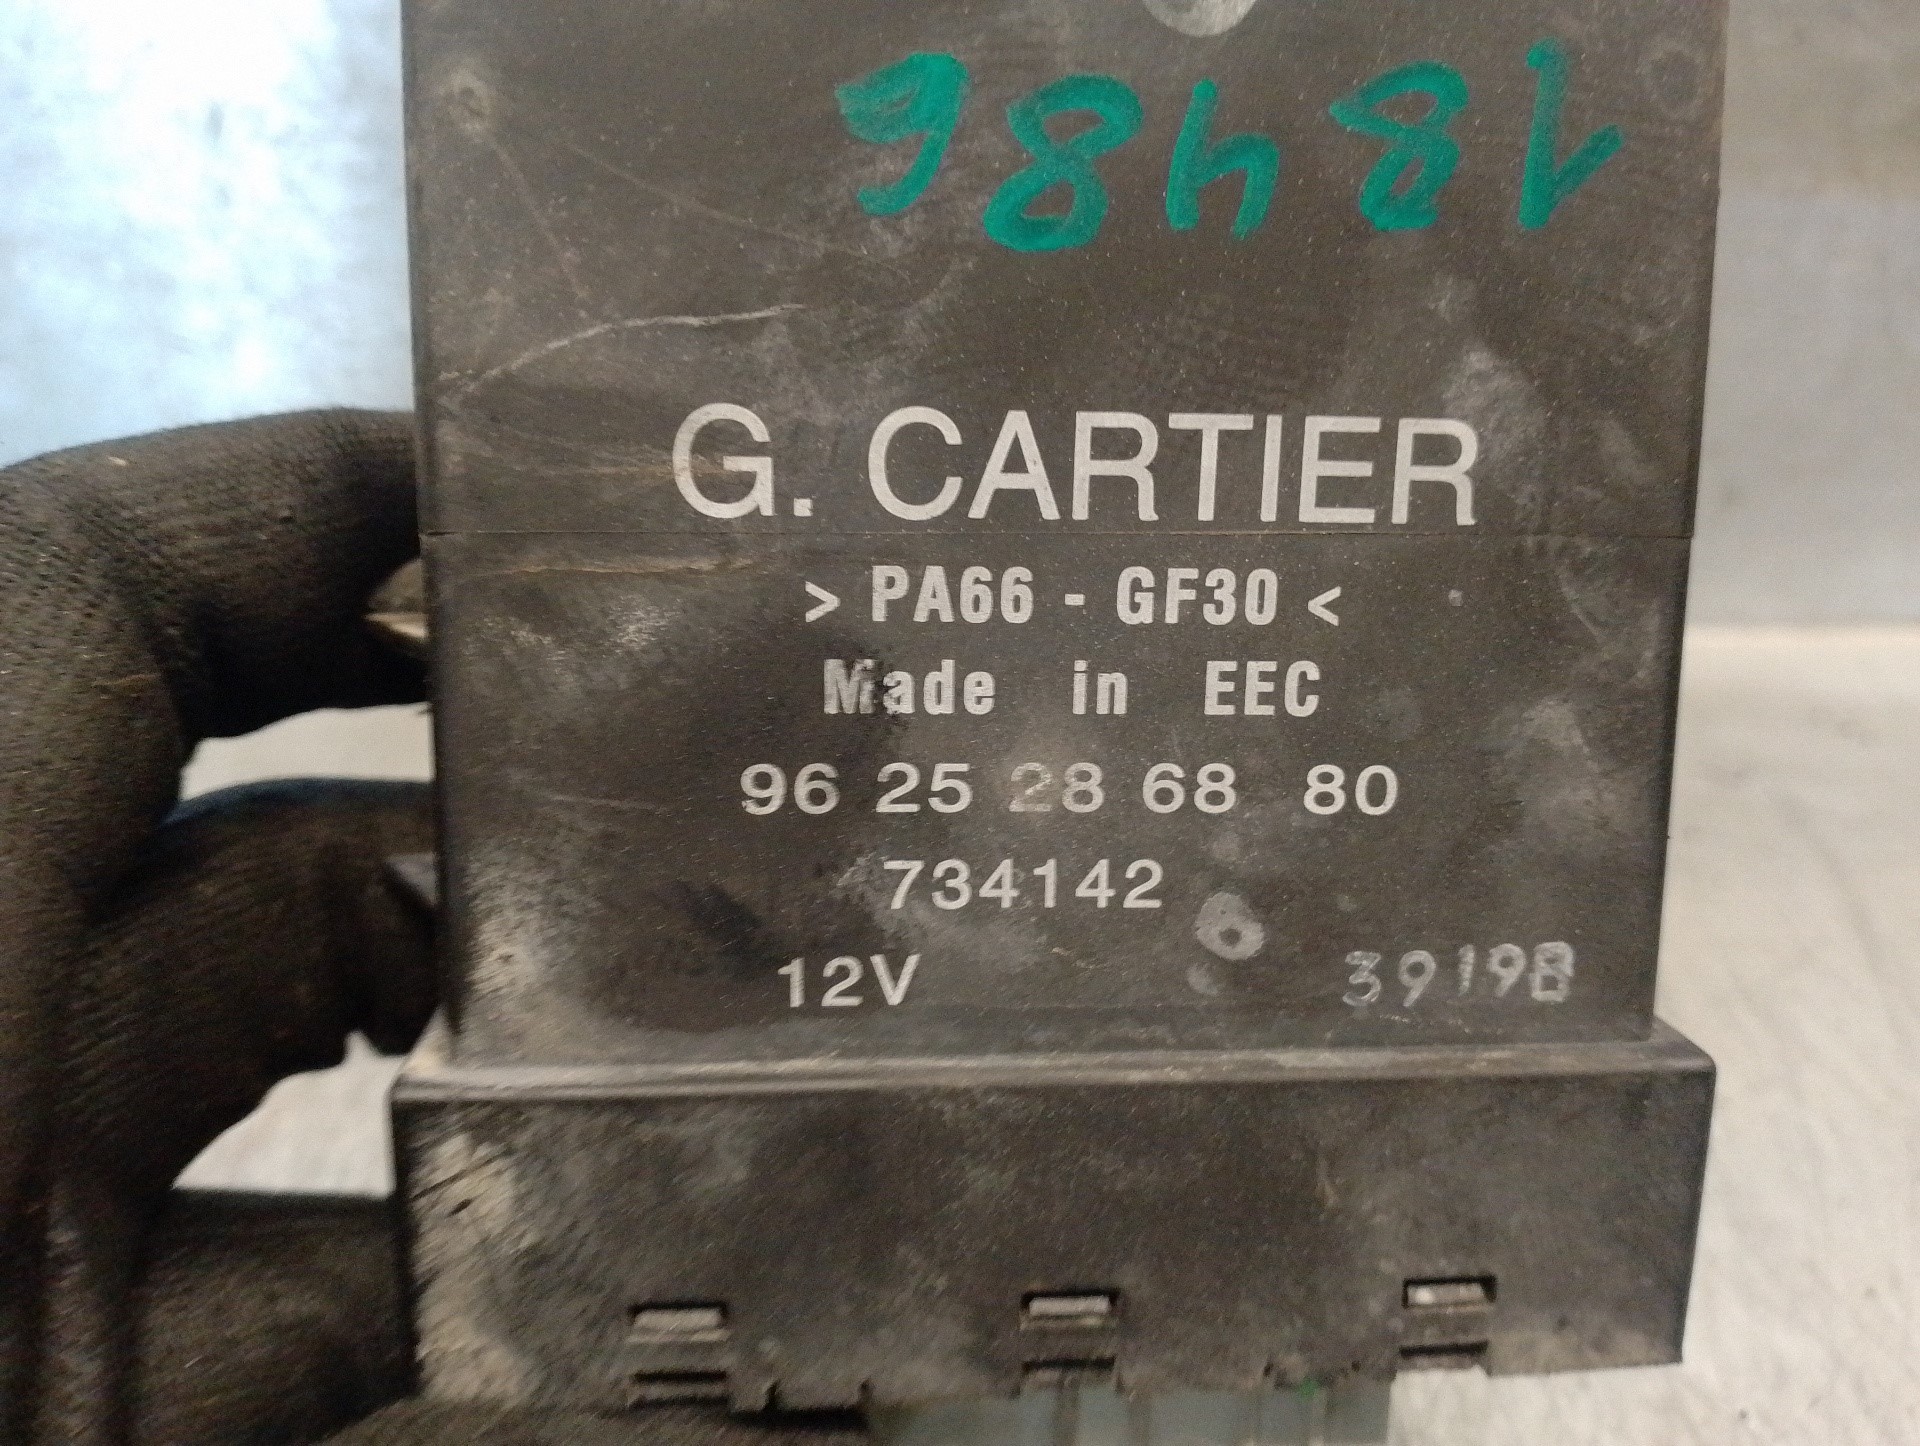 18486
G. CARTIER
> PA66 - GF30 <
Made in EEC
96 25 28 68 80
734142
12V 39198